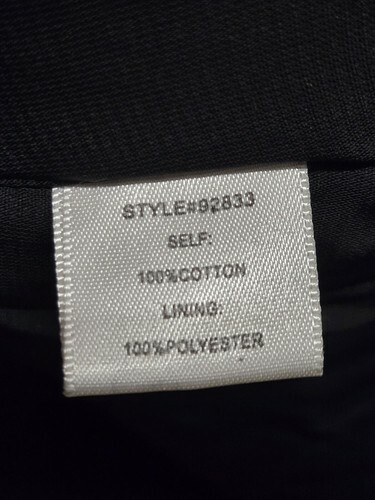 STYLE#92833
SELF:
100%COTTON
LINING:
100%POLYESTER